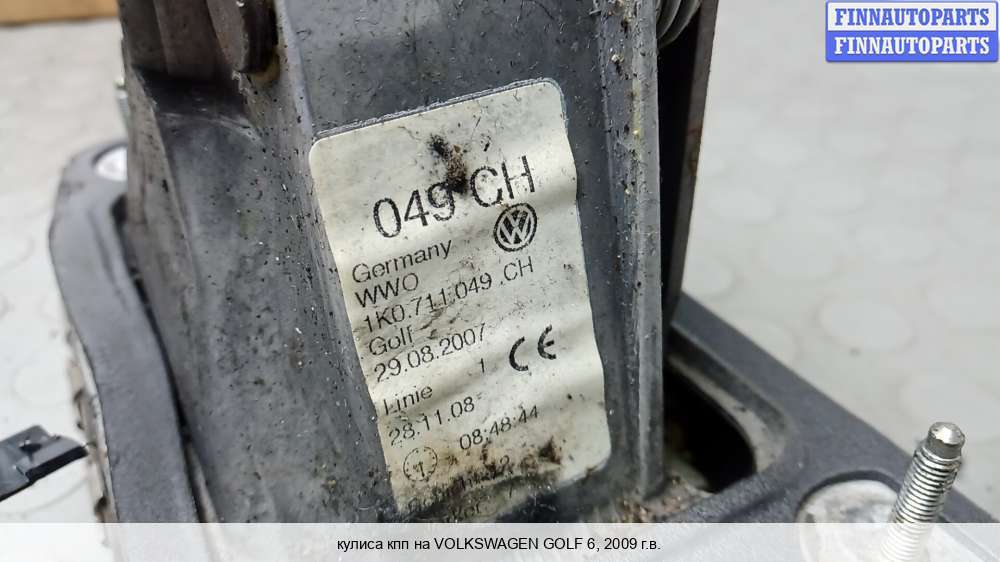 FINNAUTOPARTS
FINNAUTOPARTS
049 CH
Germany
WWO
1K0.711.049 .CH
Golf
29.08.2007
Linie 1 CE
28.11.08
08:48:44
кулиса кпп на VOLKSWAGEN GOLF 6, 2009 г.в.